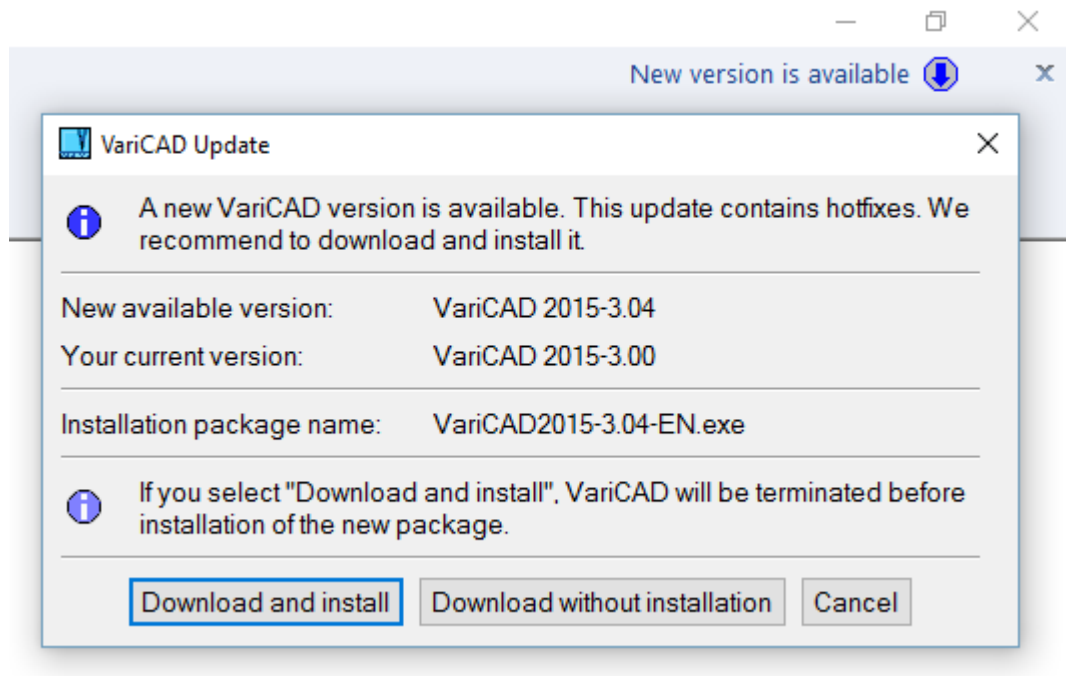 New version is available
VariCAD Update
A new VariCAD version is available. This update contains hotfixes. We
recommend to download and install it.
New available version: VariCAD 2015-3.04
Your current version: VariCAD 2015-3.00
Installation package name: VariCAD2015-3.04-EN.exe
If you select "Download and install", VariCAD will be terminated before
installation of the new package.
Download and install Download without installation Cancel